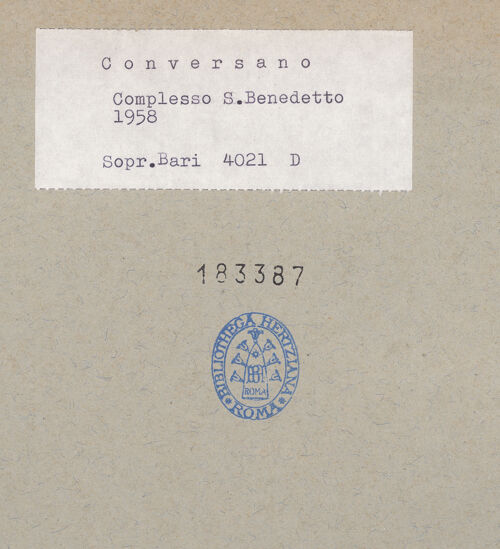 Conversano
Complesso S.Benedetto
1958
Sopr.Bari 4021 D
183387
BIBLIOTHECA HERTZIANA
ROMA
ROMA